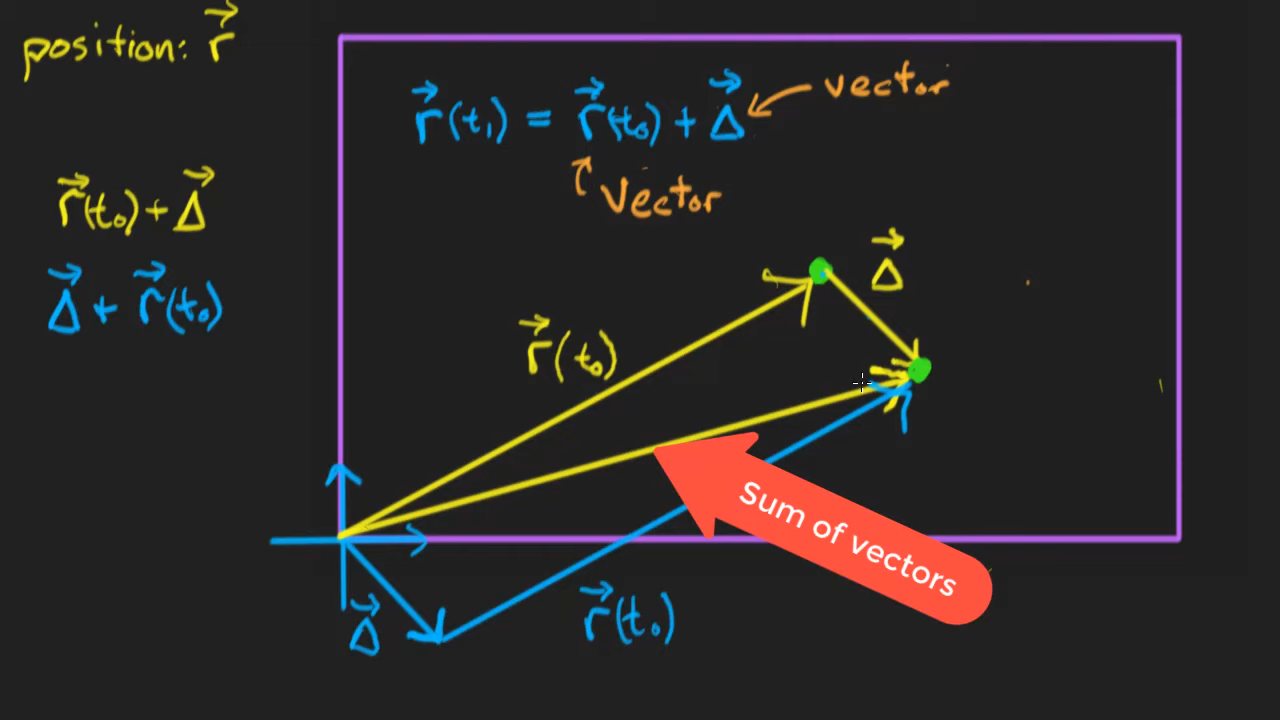 position: r⃗
r⃗(t₁) = r⃗(t₀) + Δ⃗
vector
vector
r⃗(t₀) + Δ⃗
Δ⃗ + r⃗(t₀)
Δ⃗
r⃗(t₀)
Sum of vectors
Δ⃗
r⃗(t₀)